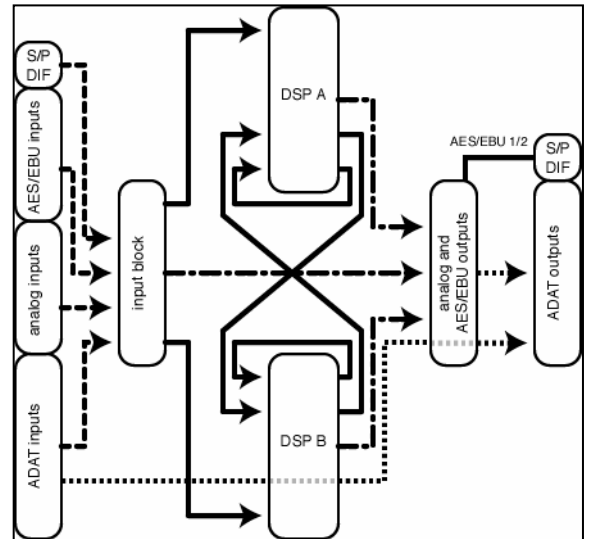 S/P
DIF
AES/EBU inputs
analog inputs
ADAT inputs
input block
DSP A
DSP B
AES/EBU 1/2
analog and
AES/EBU outputs
S/P
DIF
ADAT outputs